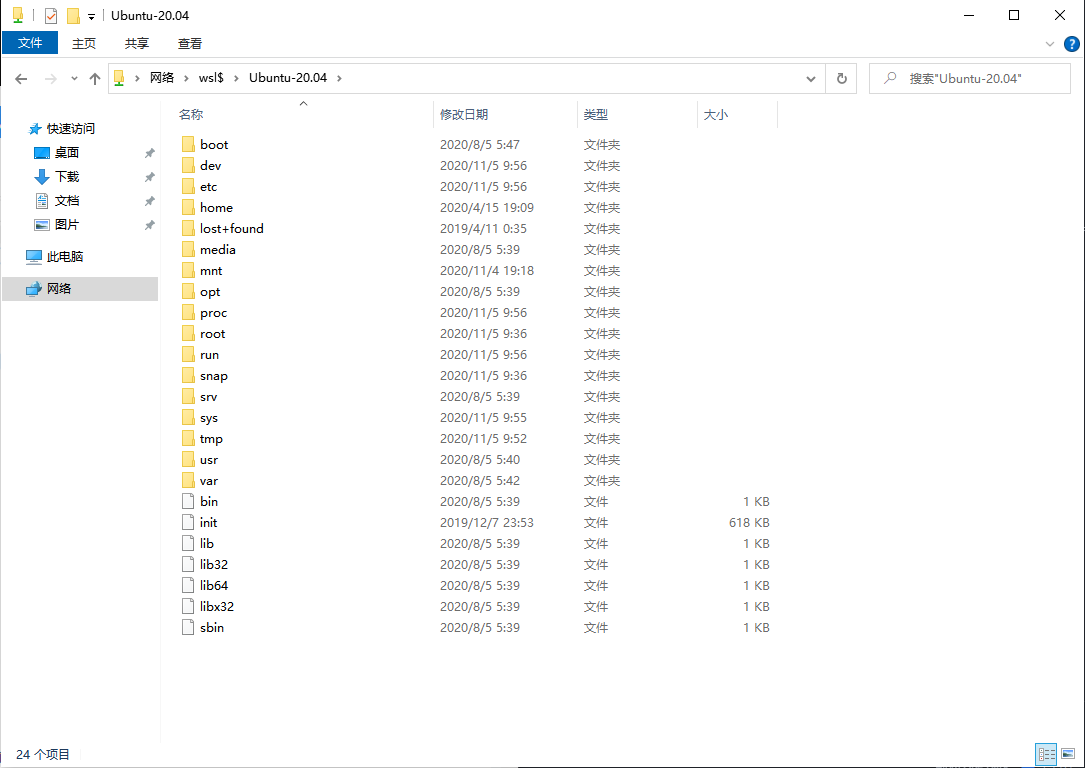 Ubuntu-20.04
文件 主页 共享 查看
网络 wsl$ Ubuntu-20.04 搜索"Ubuntu-20.04"
快速访问
桌面
下载
文档
图片
此电脑
网络
名称 修改日期 类型 大小
boot 2020/8/5 5:47 文件夹
dev 2020/11/5 9:56 文件夹
etc 2020/11/5 9:56 文件夹
home 2020/4/15 19:09 文件夹
lost+found 2019/4/11 0:35 文件夹
media 2020/8/5 5:39 文件夹
mnt 2020/11/4 19:18 文件夹
opt 2020/8/5 5:39 文件夹
proc 2020/11/5 9:56 文件夹
root 2020/11/5 9:36 文件夹
run 2020/11/5 9:56 文件夹
snap 2020/11/5 9:36 文件夹
srv 2020/8/5 5:39 文件夹
sys 2020/11/5 9:55 文件夹
tmp 2020/11/5 9:52 文件夹
usr 2020/8/5 5:40 文件夹
var 2020/8/5 5:42 文件夹
bin 2020/8/5 5:39 文件 1 KB
init 2019/12/7 23:53 文件 618 KB
lib 2020/8/5 5:39 文件 1 KB
lib32 2020/8/5 5:39 文件 1 KB
lib64 2020/8/5 5:39 文件 1 KB
libx32 2020/8/5 5:39 文件 1 KB
sbin 2020/8/5 5:39 文件 1 KB
24 个项目